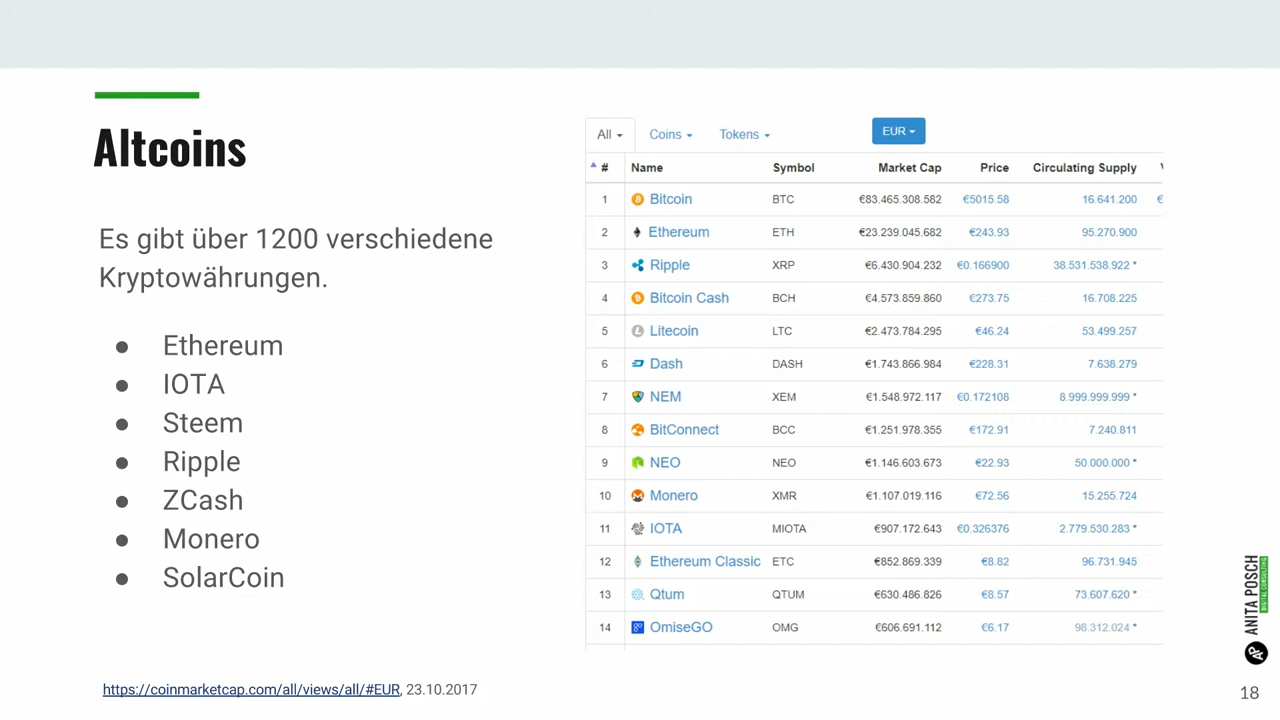 Altcoins
Es gibt über 1200 verschiedene
Kryptowährungen.
● Ethereum
● IOTA
● Steem
● Ripple
● ZCash
● Monero
● SolarCoin
https://coinmarketcap.com/all/views/all/#EUR, 23.10.2017
All Coins Tokens EUR
# Name Symbol Market Cap Price Circulating Supply
1 Bitcoin BTC €83.465.308.582 €5015.58 16.641.200 €
2 Ethereum ETH €23.239.045.682 €243.93 95.270.900
3 Ripple XRP €6.430.904.232 €0.166900 38.531.538.922 *
4 Bitcoin Cash BCH €4.573.859.860 €273.75 16.708.225
5 Litecoin LTC €2.473.784.295 €46.24 53.499.257
6 Dash DASH €1.743.866.984 €228.31 7.638.279
7 NEM XEM €1.548.972.117 €0.172108 8.999.999.999 *
8 BitConnect BCC €1.251.978.355 €172.91 7.240.811
9 NEO NEO €1.146.603.673 €22.93 50.000.000 *
10 Monero XMR €1.107.019.116 €72.56 15.255.724
11 IOTA MIOTA €907.172.643 €0.326376 2.779.530.283 *
12 Ethereum Classic ETC €852.869.339 €8.82 96.731.945
13 Qtum QTUM €630.486.826 €8.57 73.607.620 *
14 OmiseGO OMG €606.691.112 €6.17 98.312.024 *
ANITA POSCH
DIGITAL CONSULTING
AP
18